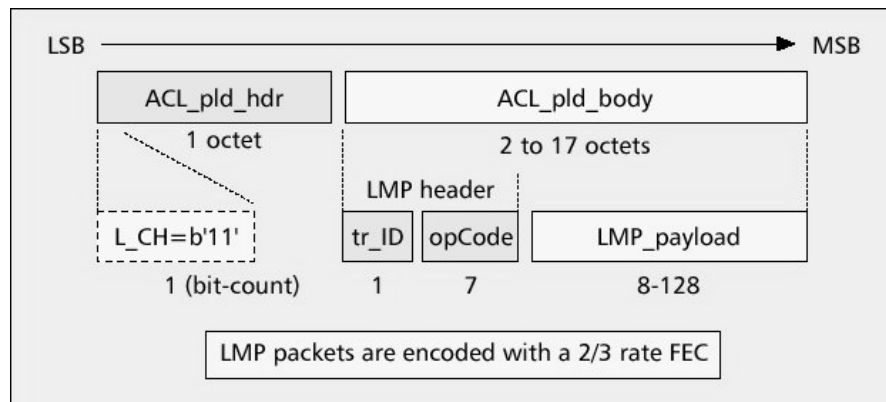 LSB MSB
ACL_pld_hdr ACL_pld_body
1 octet 2 to 17 octets
LMP header
L_CH=b'11' tr_ID opCode LMP_payload
1 (bit-count) 1 7 8-128
LMP packets are encoded with a 2/3 rate FEC